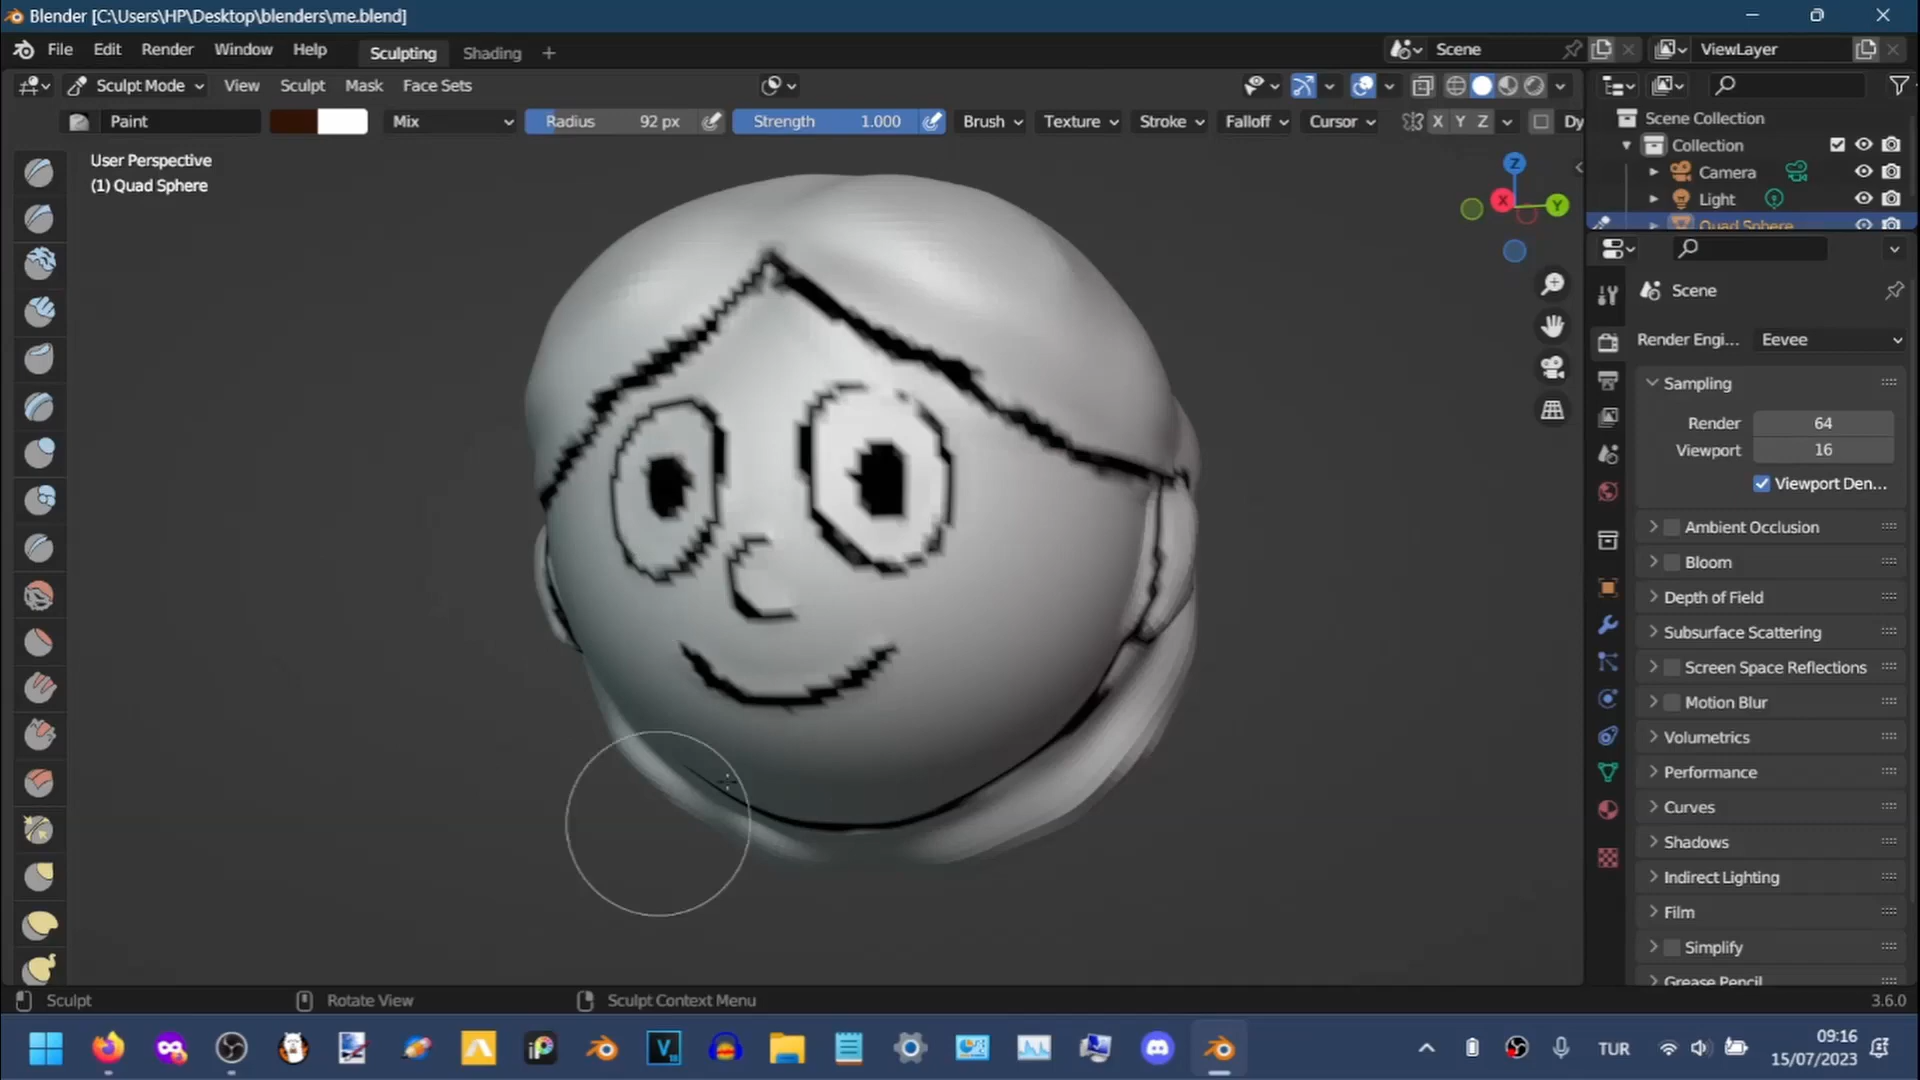 Blender [C:\Users\HP\Desktop\blenders\me.blend]
File Edit Render Window Help Sculpting Shading + Scene ViewLayer
Sculpt Mode View Sculpt Mask Face Sets
Paint Mix Radius 92 px Strength 1.000 Brush Texture Stroke Falloff Cursor X Y Z Dy
Scene Collection
Collection
Camera
Light
Quad Sphere
User Perspective
(1) Quad Sphere
Z
X
Y
Scene
Render Engi... Eevee
Sampling
Render 64
Viewport 16
Viewport Den...
Ambient Occlusion
Bloom
Depth of Field
Subsurface Scattering
Screen Space Reflections
Motion Blur
Volumetrics
Performance
Curves
Shadows
Indirect Lighting
Film
Simplify
Grease Pencil
Sculpt Rotate View Sculpt Context Menu 3.6.0
TUR
09:16
15/07/2023